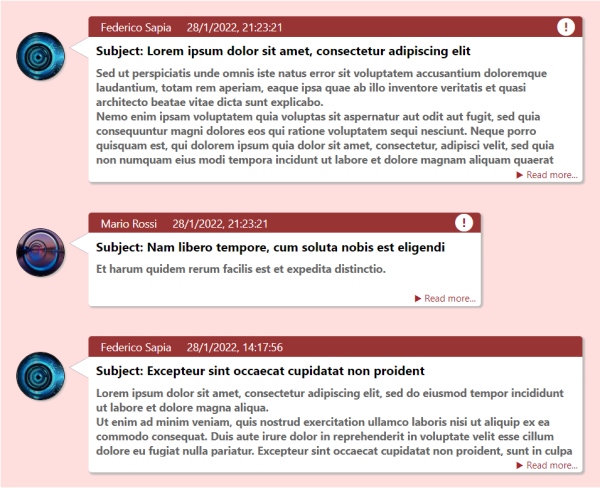 Federico Sapia 28/1/2022, 21:23:21
Subject: Lorem ipsum dolor sit amet, consectetur adipiscing elit
Sed ut perspiciatis unde omnis iste natus error sit voluptatem accusantium doloremque
laudantium, totam rem aperiam, eaque ipsa quae ab illo inventore veritatis et quasi
architecto beatae vitae dicta sunt explicabo.
Nemo enim ipsam voluptatem quia voluptas sit aspernatur aut odit aut fugit, sed quia
consequuntur magni dolores eos qui ratione voluptatem sequi nesciunt. Neque porro
quisquam est, qui dolorem ipsum quia dolor sit amet, consectetur, adipisci velit, sed quia
non numquam eius modi tempora incidunt ut labore et dolore magnam aliquam quaerat
▶ Read more...
Mario Rossi 28/1/2022, 21:23:21
Subject: Nam libero tempore, cum soluta nobis est eligendi
Et harum quidem rerum facilis est et expedita distinctio.
▶ Read more...
Federico Sapia 28/1/2022, 14:17:56
Subject: Excepteur sint occaecat cupidatat non proident
Lorem ipsum dolor sit amet, consectetur adipiscing elit, sed do eiusmod tempor incididunt
ut labore et dolore magna aliqua.
Ut enim ad minim veniam, quis nostrud exercitation ullamco laboris nisi ut aliquip ex ea
commodo consequat. Duis aute irure dolor in reprehenderit in voluptate velit esse cillum
dolore eu fugiat nulla pariatur. Excepteur sint occaecat cupidatat non proident, sunt in culpa
▶ Read more...